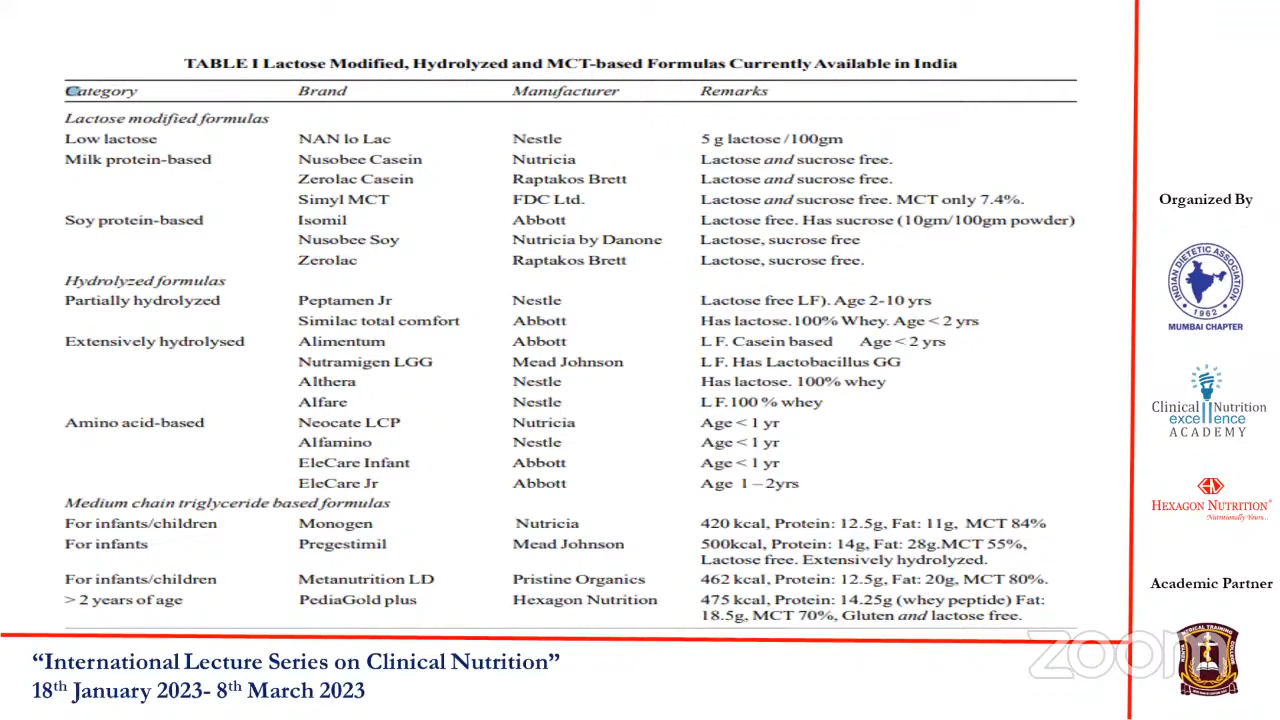 TABLE I Lactose Modified, Hydrolyzed and MCT-based Formulas Currently Available in India
Category Brand Manufacturer Remarks
Lactose modified formulas
Low lactose NAN lo Lac Nestle 5 g lactose /100gm
Milk protein-based Nusobee Casein Nutricia Lactose and sucrose free.
Zerolac Casein Raptakos Brett Lactose and sucrose free.
Simyl MCT FDC Ltd. Lactose and sucrose free. MCT only 7.4%.
Soy protein-based Isomil Abbott Lactose free. Has sucrose (10gm/100gm powder)
Nusobee Soy Nutricia by Danone Lactose, sucrose free
Zerolac Raptakos Brett Lactose, sucrose free.
Hydrolyzed formulas
Partially hydrolyzed Peptamen Jr Nestle Lactose free LF). Age 2-10 yrs
Similac total comfort Abbott Has lactose.100% Whey. Age < 2 yrs
Extensively hydrolysed Alimentum Abbott L F. Casein based Age < 2 yrs
Nutramigen LGG Mead Johnson L F. Has Lactobacillus GG
Althera Nestle Has lactose. 100% whey
Alfare Nestle L F.100 % whey
Amino acid-based Neocate LCP Nutricia Age < 1 yr
Alfamino Nestle Age < 1 yr
EleCare Infant Abbott Age < 1 yr
EleCare Jr Abbott Age 1 – 2yrs
Medium chain triglyceride based formulas
For infants/children Monogen Nutricia 420 kcal, Protein: 12.5g, Fat: 11g, MCT 84%
For infants Pregestimil Mead Johnson 500kcal, Protein: 14g, Fat: 28g.MCT 55%,
Lactose free. Extensively hydrolyzed.
For infants/children Metanutrition LD Pristine Organics 462 kcal, Protein: 12.5g, Fat: 20g, MCT 80%.
> 2 years of age PediaGold plus Hexagon Nutrition 475 kcal, Protein: 14.25g (whey peptide) Fat:
18.5g, MCT 70%, Gluten and lactose free.
“International Lecture Series on Clinical Nutrition”
18th January 2023- 8th March 2023
Organized By
INDIAN DIETETIC ASSOCIATION
1962
MUMBAI CHAPTER
Clinical Nutrition
excellence
ACADEMY
HEXAGON NUTRITION®
Nutritionally Yours...
Academic Partner
zoom